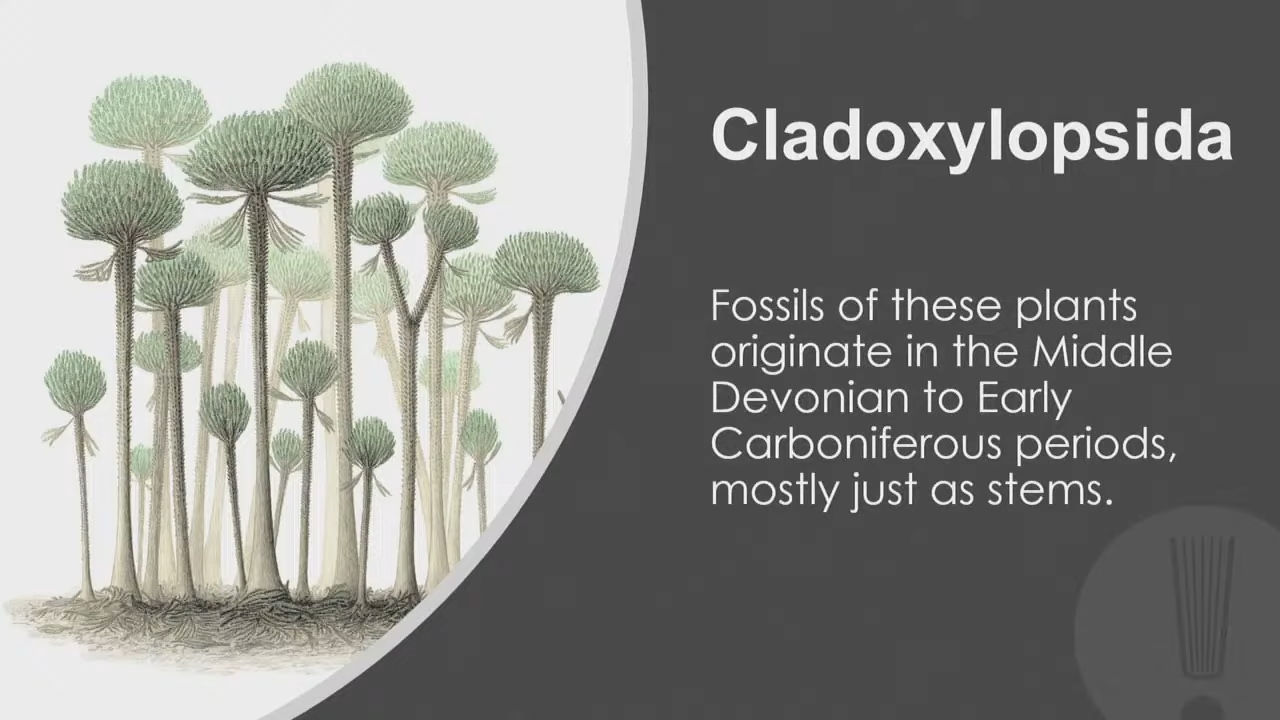 Cladoxylopsida
Fossils of these plants
originate in the Middle
Devonian to Early
Carboniferous periods,
mostly just as stems.